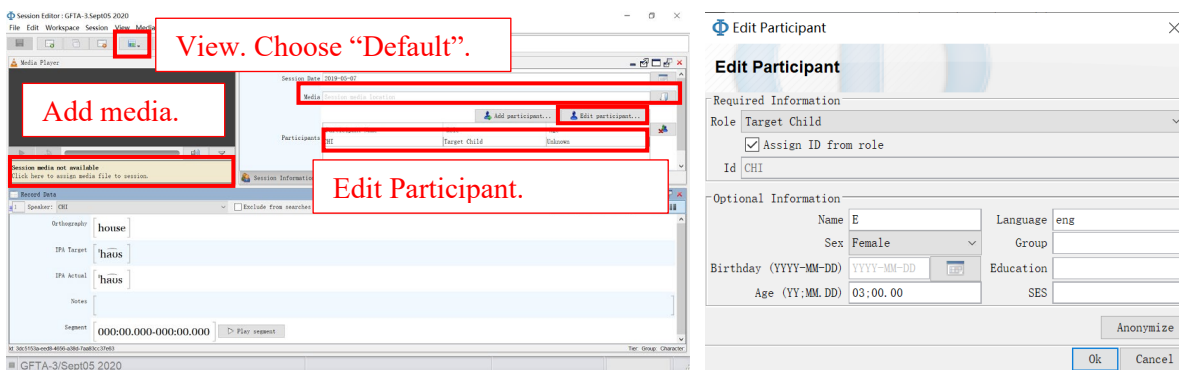 Session Editor : GFTA-3.Sept05 2020
File Edit Workspace Session View Media
View. Choose “Default”.
Media Player
Session Date 2019-05-07
Media
Add media.
Add participant... Edit participant...
Participants
CHI Target Child Unknown
Session media not available
Click here to assign media file to session.
Session Information
Edit Participant.
Record Data
1 Speaker: CHI Exclude from searches
Orthography house
IPA Target ˈha͡ʊs
IPA Actual ˈha͡ʊs
Notes
Segment 000:00.000-000:00.000 Play segment
Tier Group Character
GFTA-3/Sept05 2020
Edit Participant
Edit Participant
Required Information
Role Target Child
Assign ID from role
Id CHI
Optional Information
Name E Language eng
Sex Female Group
Birthday (YYYY-MM-DD) YYYY-MM-DD Education
Age (YY;MM.DD) 03;00.00 SES
Anonymize
Ok Cancel